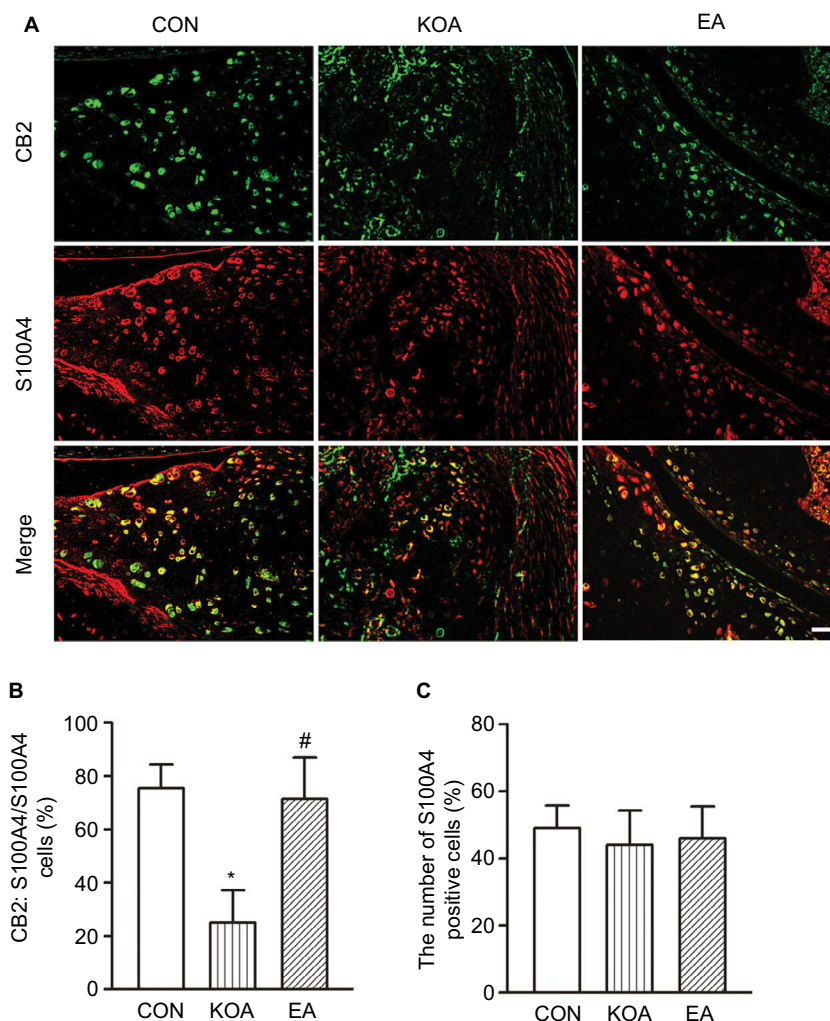 A
CON
KOA
EA
CB2
S100A4
Merge
B
CB2: S100A4/S100A4
cells (%)
100
80
60
40
20
0
*
#
CON
KOA
EA
C
The number of S100A4
positive cells (%)
80
60
40
20
0
CON
KOA
EA